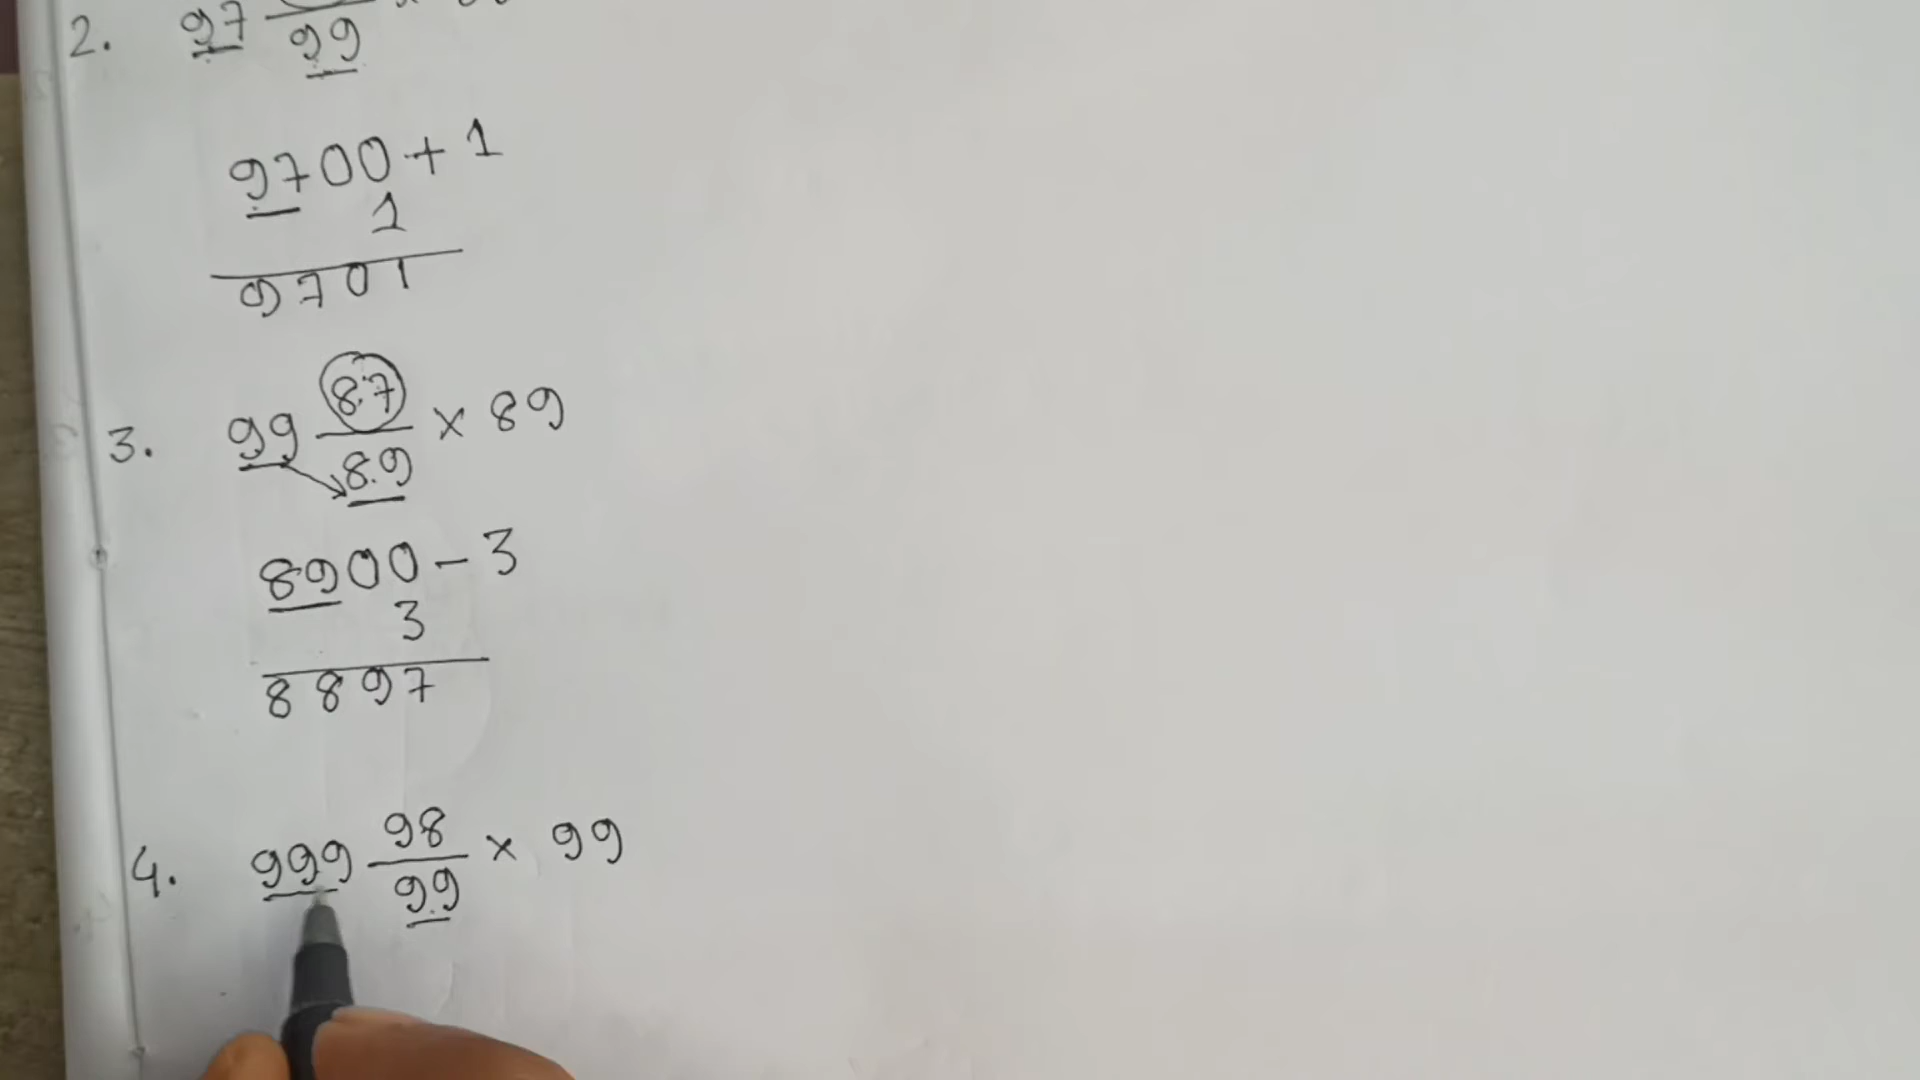 2. 97 /99 ×
9700 + 1
1
9701
3. 99 87/89 × 89
8900 - 3
3
8897
4. 999 98/99 × 99